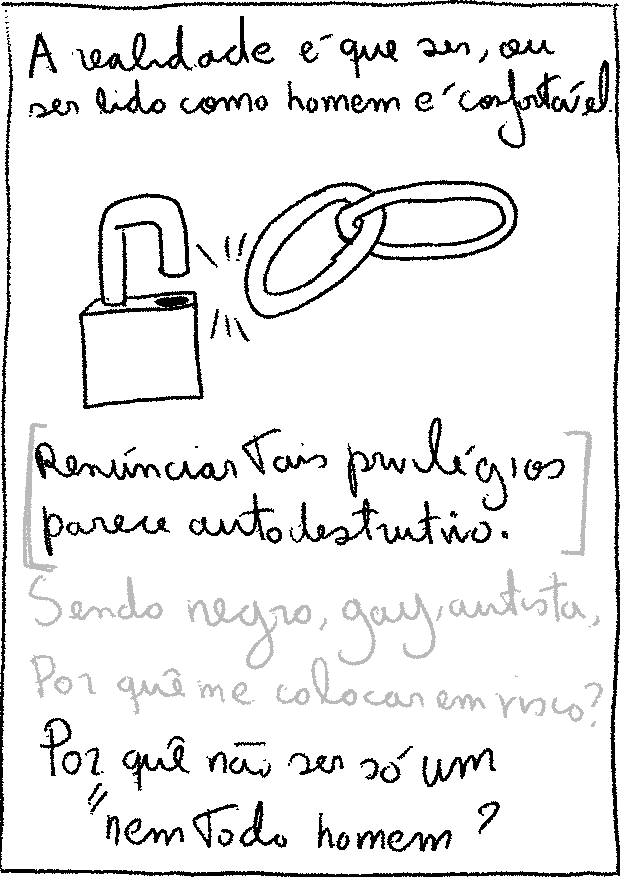 A realidade é que ser, ou
ser lido como homem é confortável.
Renúnciar tais privilégios
parece autodestrutivo.
Sendo negro, gay, autista,
Por quê me colocar em risco?
Por quê não ser só um
"nem todo homem?